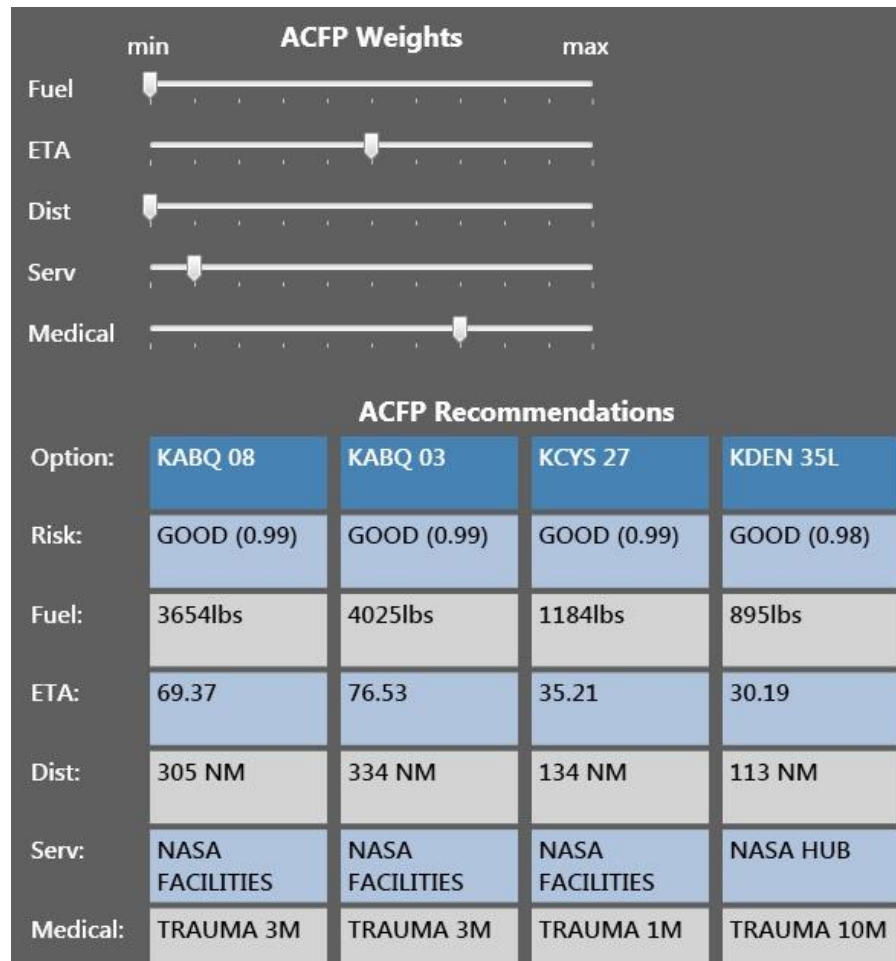 ACFP Weights
min max
Fuel
ETA
Dist
Serv
Medical
ACFP Recommendations
Option: KABQ 08 KABQ 03 KCYS 27 KDEN 35L
Risk: GOOD (0.99) GOOD (0.99) GOOD (0.99) GOOD (0.98)
Fuel: 3654lbs 4025lbs 1184lbs 895lbs
ETA: 69.37 76.53 35.21 30.19
Dist: 305 NM 334 NM 134 NM 113 NM
Serv: NASA NASA NASA NASA HUB
FACILITIES FACILITIES FACILITIES
Medical: TRAUMA 3M TRAUMA 3M TRAUMA 1M TRAUMA 10M